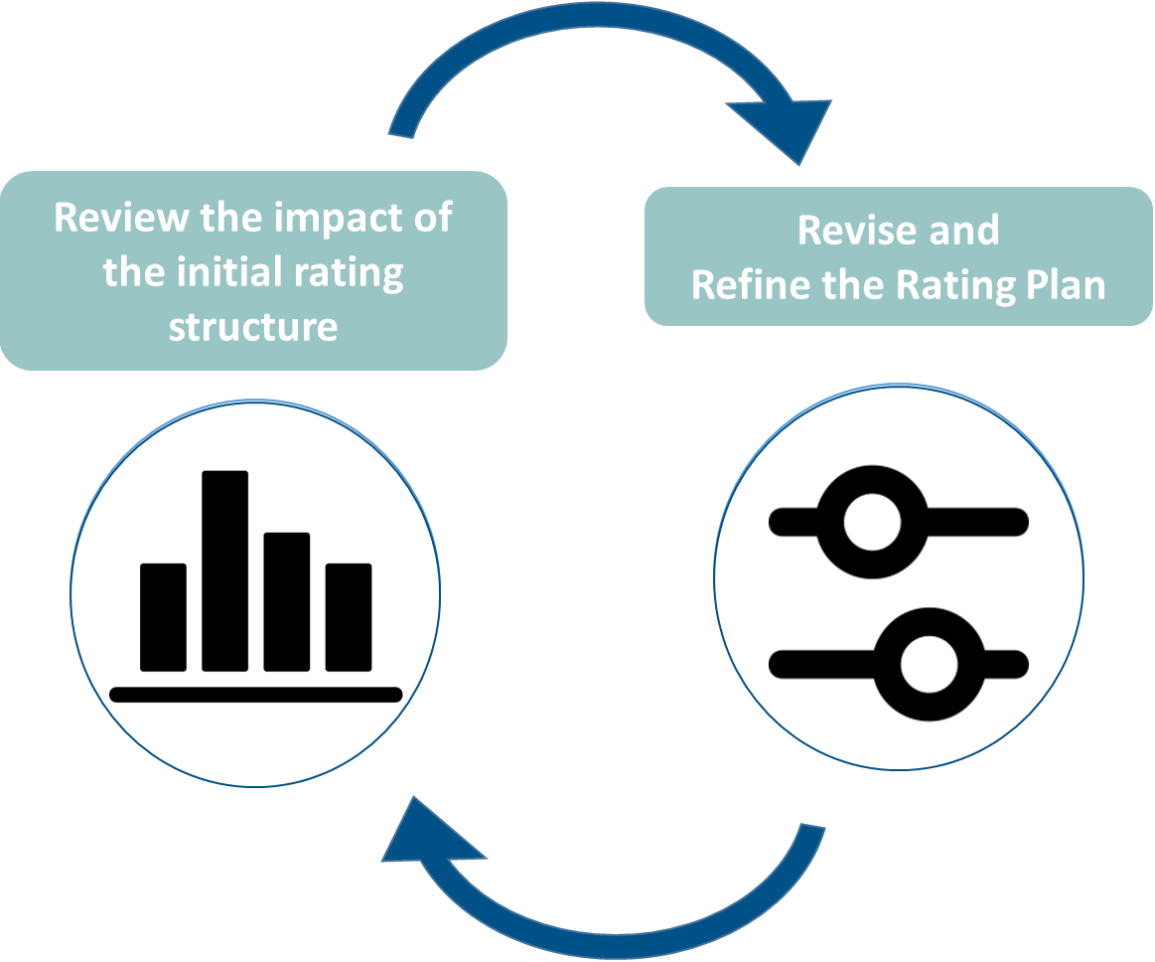 Review the impact of
the initial rating
structure
Revise and
Refine the Rating Plan